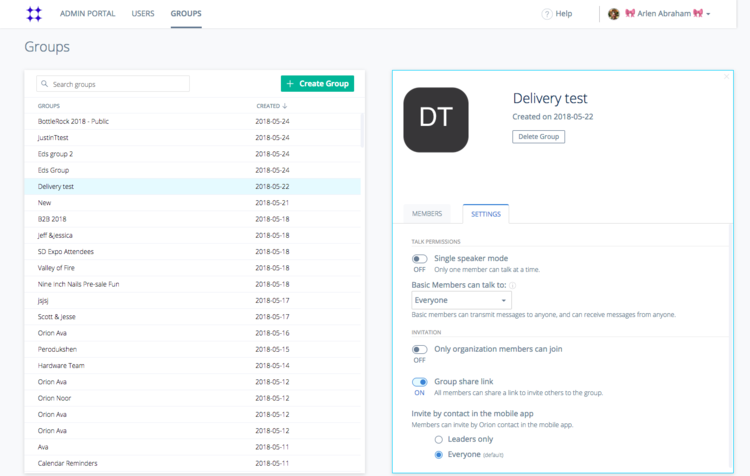 ADMIN PORTAL USERS GROUPS
? Help
Arlen Abraham
Groups
Search groups
+ Create Group
GROUPS CREATED
BottleRock 2018 - Public 2018-05-24
JustinTtest 2018-05-24
Eds group 2 2018-05-24
Eds Group 2018-05-24
Delivery test 2018-05-22
New 2018-05-21
B2B 2018 2018-05-18
Jeff &Jessica 2018-05-18
SD Expo Attendees 2018-05-18
Valley of Fire 2018-05-18
Nine Inch Nails Pre-sale Fun 2018-05-18
jsjsj 2018-05-17
Scott & Jesse 2018-05-17
Orion Ava 2018-05-16
Perodukshen 2018-05-15
Hardware Team 2018-05-14
Orion Ava 2018-05-12
Orion Noor 2018-05-12
Orion Ava 2018-05-12
Orion Ava 2018-05-12
Ava 2018-05-11
Calendar Reminders 2018-05-11
DT
Delivery test
Created on 2018-05-22
Delete Group
MEMBERS SETTINGS
TALK PERMISSIONS
Single speaker mode
OFF Only one member can talk at a time.
Basic Members can talk to:
Everyone
Basic members can transmit messages to anyone, and can receive messages from anyone.
INVITATION
Only organization members can join
OFF
Group share link
ON All members can share a link to invite others to the group.
Invite by contact in the mobile app
Members can invite by Orion contact in the mobile app.
Leaders only
Everyone (default)